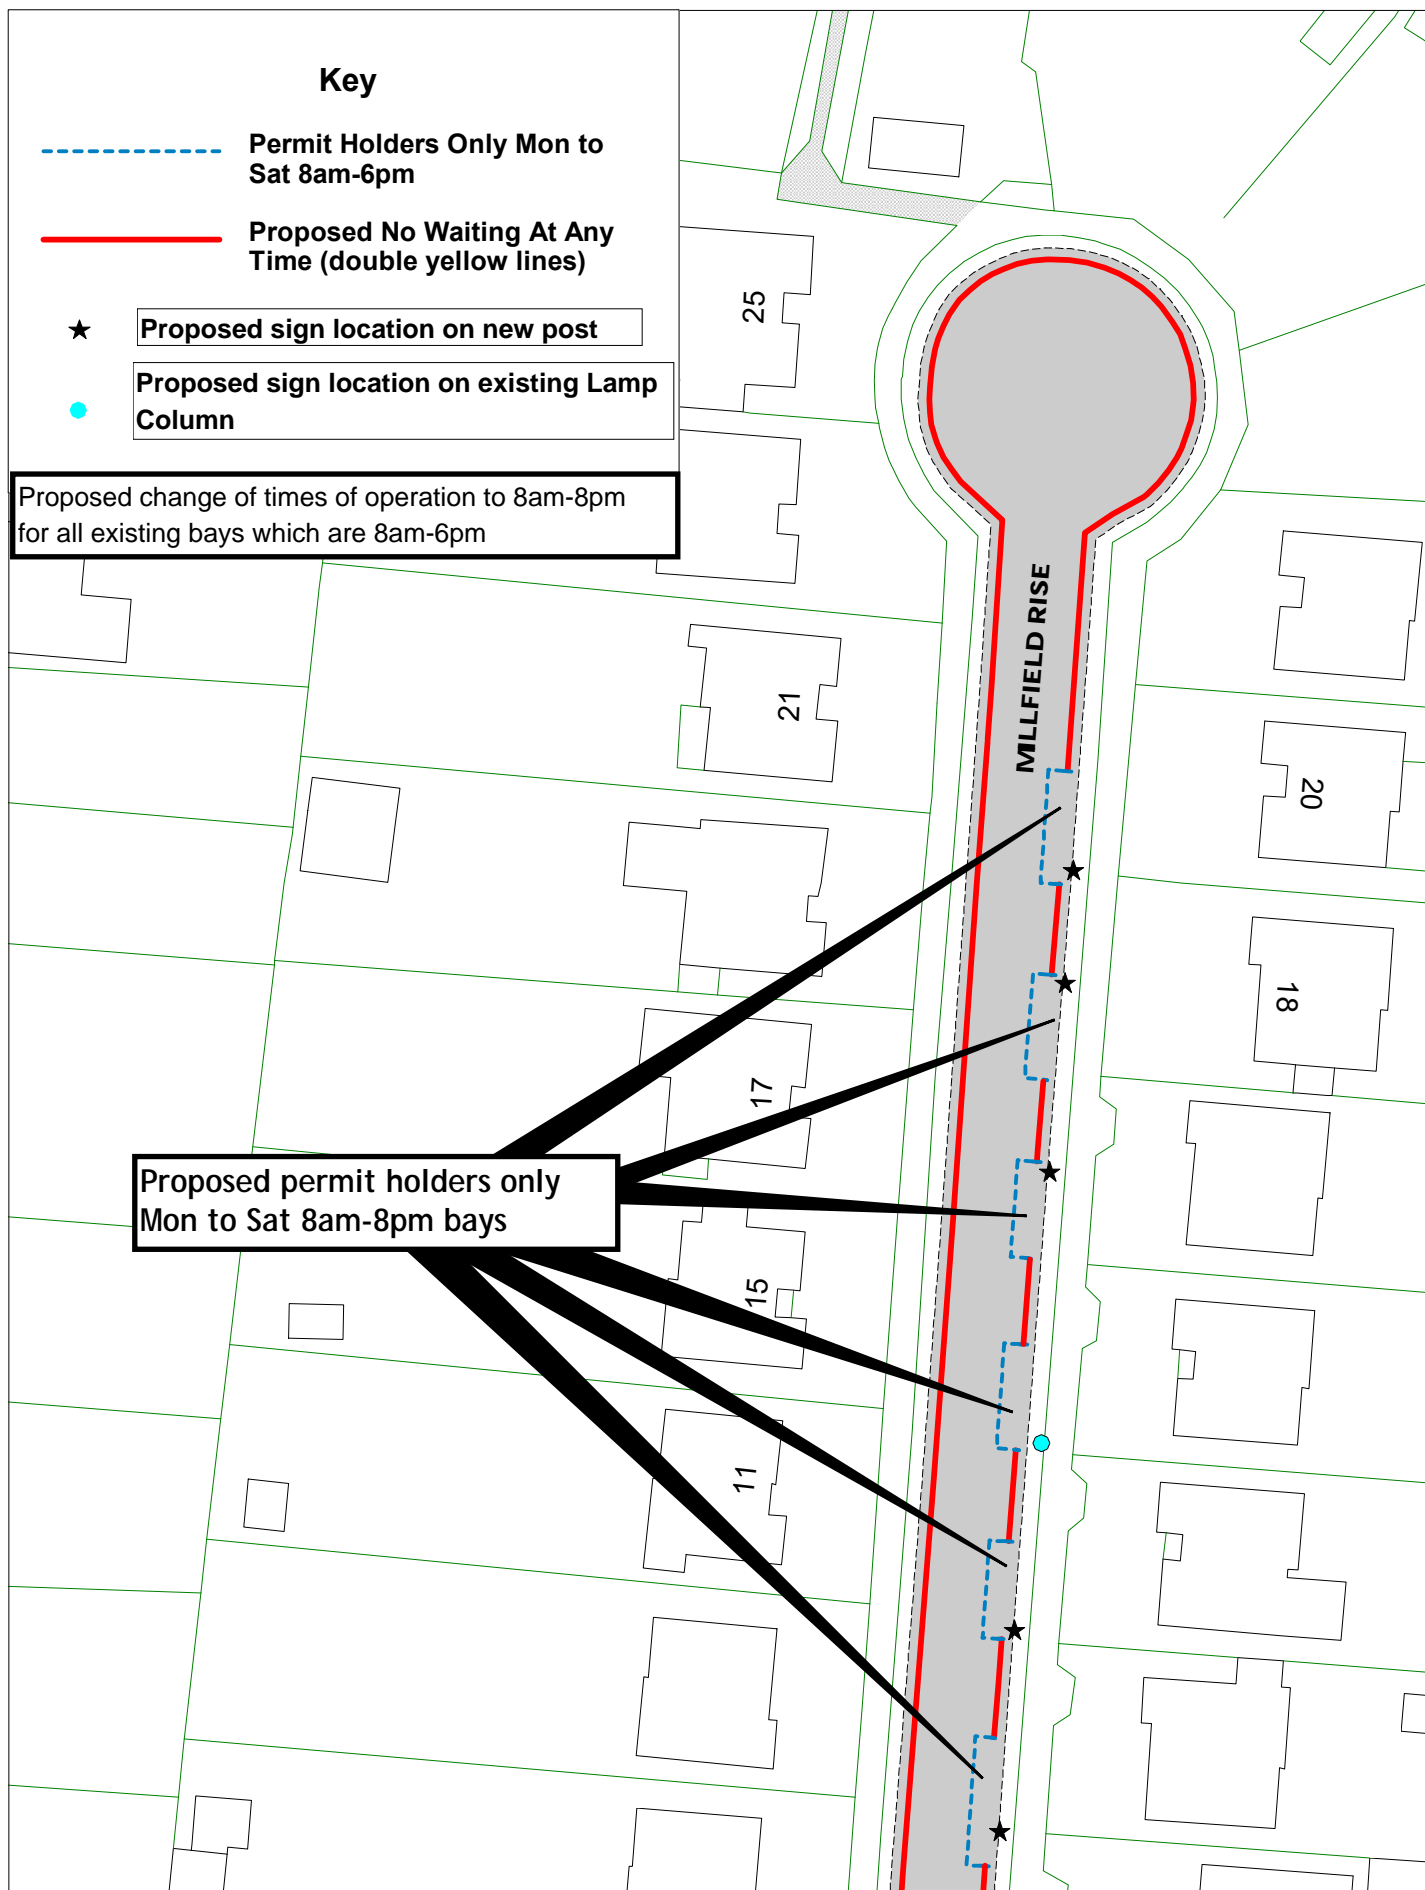 Key
Permit Holders Only Mon to
Sat 8am-6pm
Proposed No Waiting At Any
Time (double yellow lines)
Proposed sign location on new post
Proposed sign location on existing Lamp
Column
Proposed change of times of operation to 8am-8pm
for all existing bays which are 8am-6pm
25
MILLFIELD RISE
21
20
18
17
Proposed permit holders only
Mon to Sat 8am-8pm bays
15
11